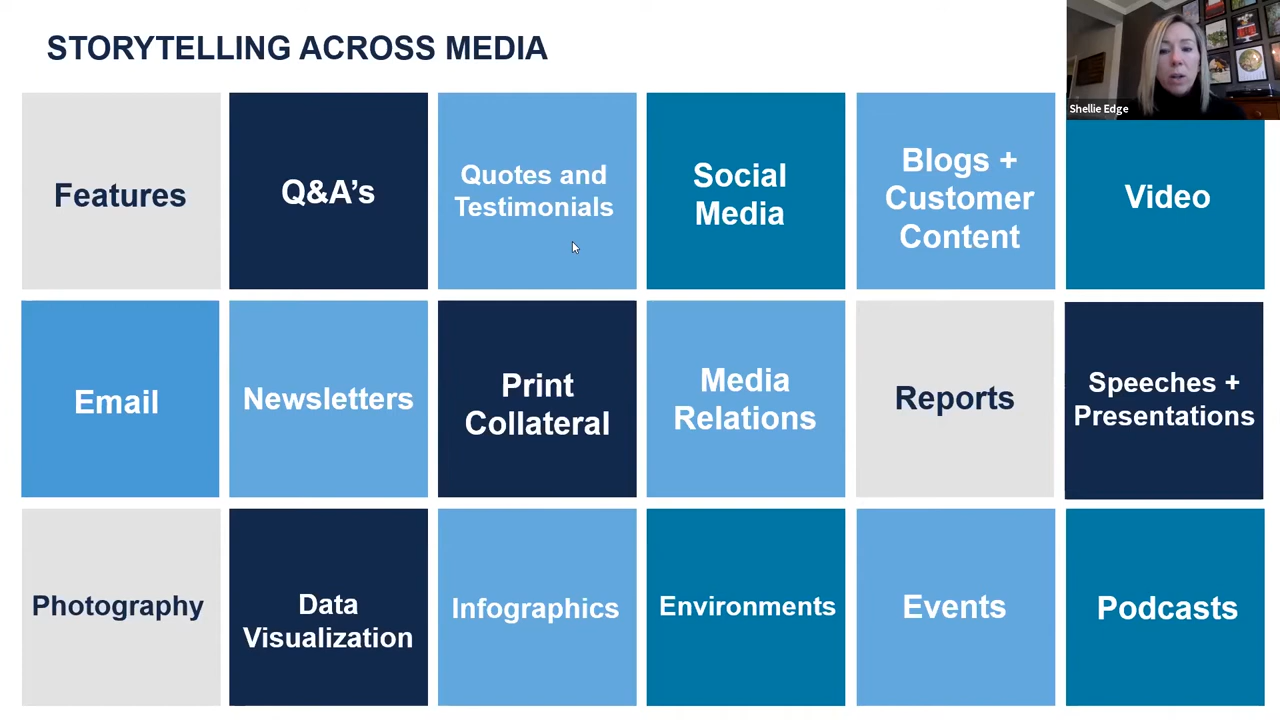 STORYTELLING ACROSS MEDIA
Shellie Edge
Features
Q&A’s
Quotes and
Testimonials
Social
Media
Blogs +
Customer
Content
Video
Email
Newsletters
Print
Collateral
Media
Relations
Reports
Speeches +
Presentations
Photography
Data
Visualization
Infographics
Environments
Events
Podcasts